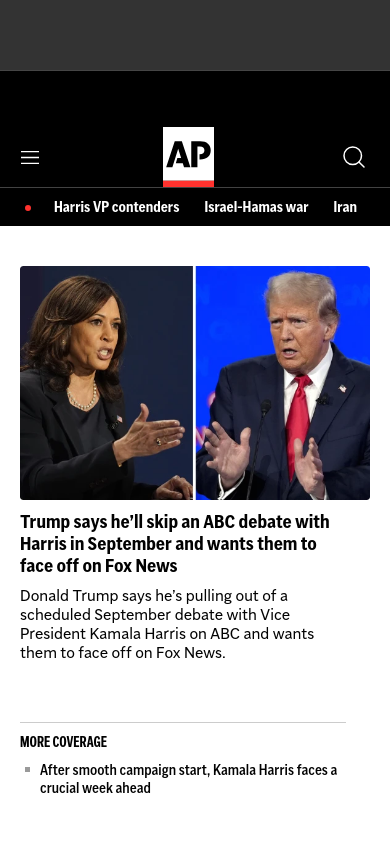 AP
Harris VP contenders Israel-Hamas war Iran
Trump says he’ll skip an ABC debate with
Harris in September and wants them to
face off on Fox News
Donald Trump says he’s pulling out of a
scheduled September debate with Vice
President Kamala Harris on ABC and wants
them to face off on Fox News.
MORE COVERAGE
After smooth campaign start, Kamala Harris faces a
crucial week ahead